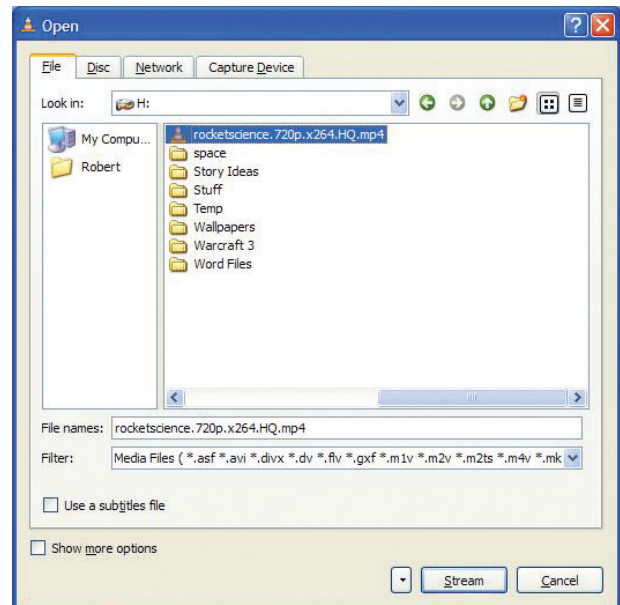 Open
File Disc Network Capture Device
Look in: H:
My Compu...
Robert
rocketscience.720p.x264.HQ.mp4
space
Story Ideas
Stuff
Temp
Wallpapers
Warcraft 3
Word Files
File names: rocketscience.720p.x264.HQ.mp4
Filter: Media Files ( *.asf *.avi *.divx *.dv *.flv *.gxf *.m1v *.m2v *.m2ts *.m4v *.mk
Use a subtitles file
Show more options
Stream Cancel